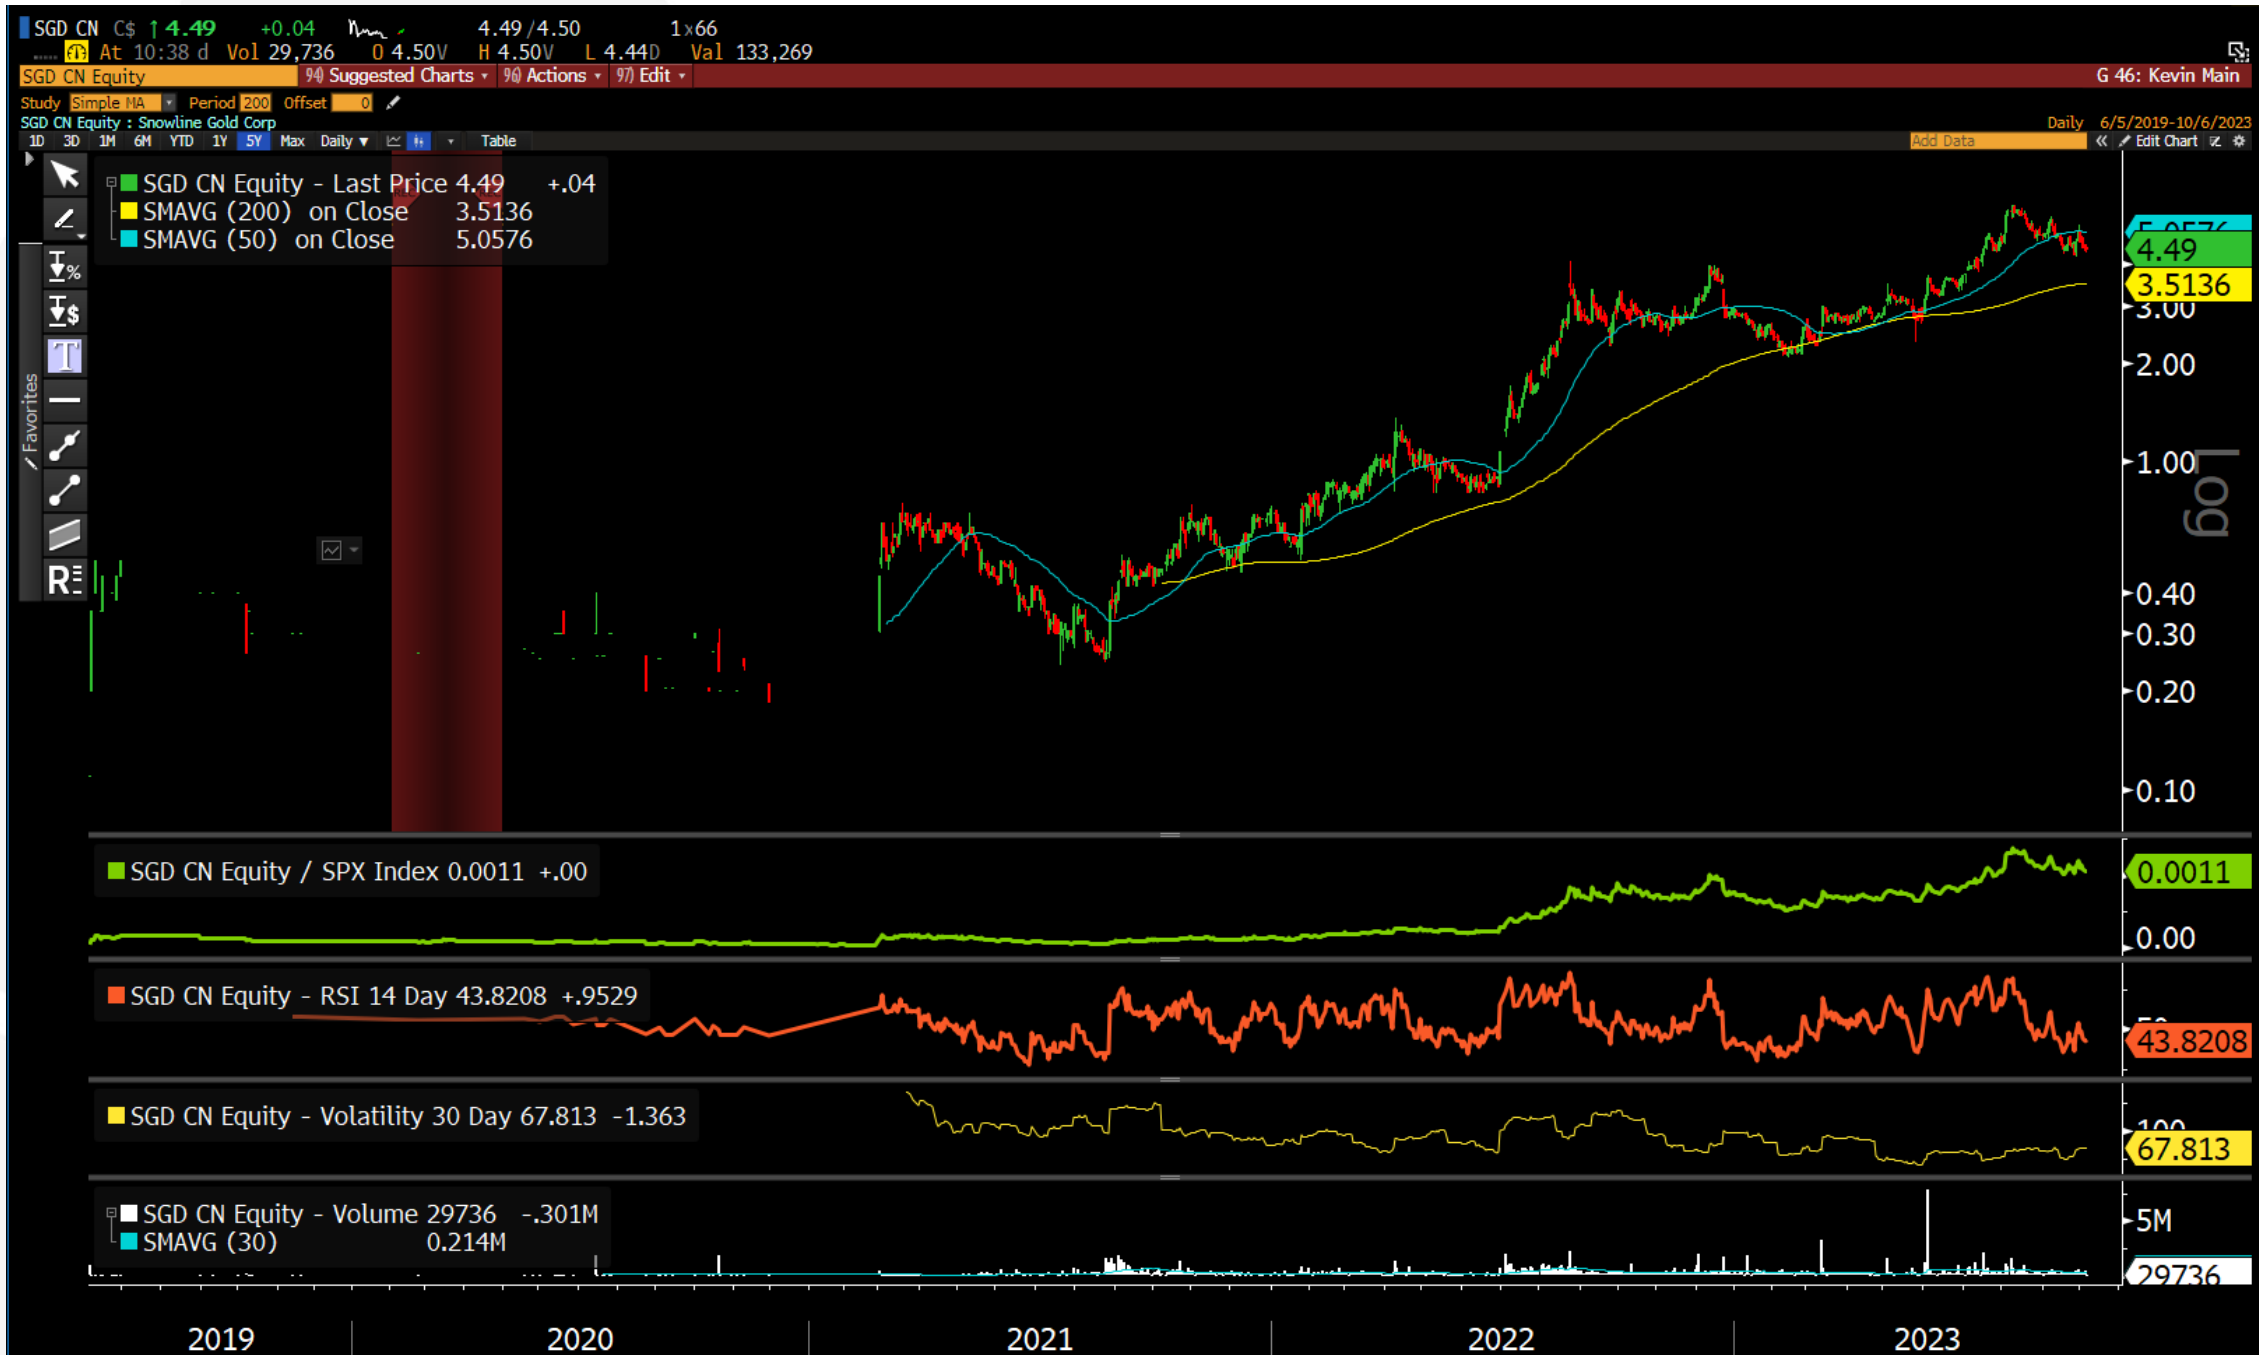 SGD CN C$ ↑ 4.49 +0.04 4.49/4.50 1x66
At 10:38 d Vol 29,736 O 4.50V H 4.50V L 4.44D Val 133,269
SGD CN Equity 94) Suggested Charts 96) Actions 97) Edit G 46: Kevin Main
Study Simple MA Period 200 Offset 0
SGD CN Equity : Snowline Gold Corp Daily 6/5/2019-10/6/2023
1D 3D 1M 6M YTD 1Y 5Y Max Daily ▼ Table Add Data « Edit Chart
SGD CN Equity - Last Price 4.49 +.04
SMAVG (200) on Close 3.5136
SMAVG (50) on Close 5.0576
Favorites
%
$
T
R
5.0576
4.49
3.5136
3.00
2.00
1.00
Log
0.40
0.30
0.20
0.10
SGD CN Equity / SPX Index 0.0011 +.00
0.0011
0.00
SGD CN Equity - RSI 14 Day 43.8208 +.9529
50
43.8208
SGD CN Equity - Volatility 30 Day 67.813 -1.363
100
67.813
SGD CN Equity - Volume 29736 -.301M
SMAVG (30) 0.214M
5M
29736
2019 2020 2021 2022 2023